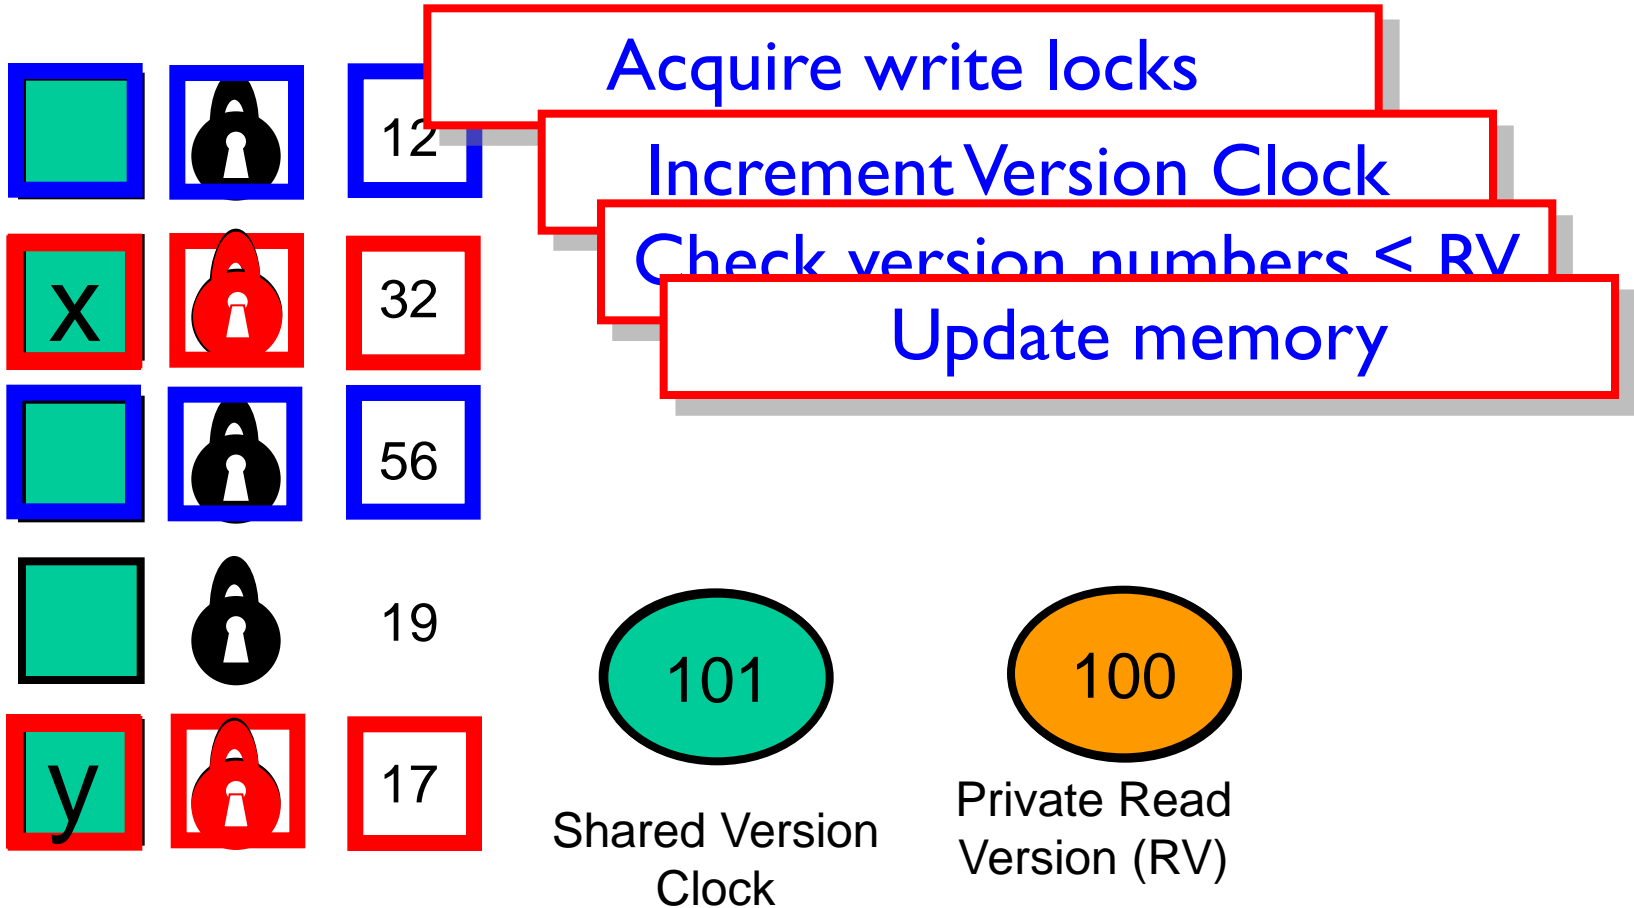 Acquire write locks
12
Increment Version Clock
Check version numbers ≤ RV
x
32
Update memory
56
19
101
100
y
17
Private Read
Version (RV)
Shared Version
Clock